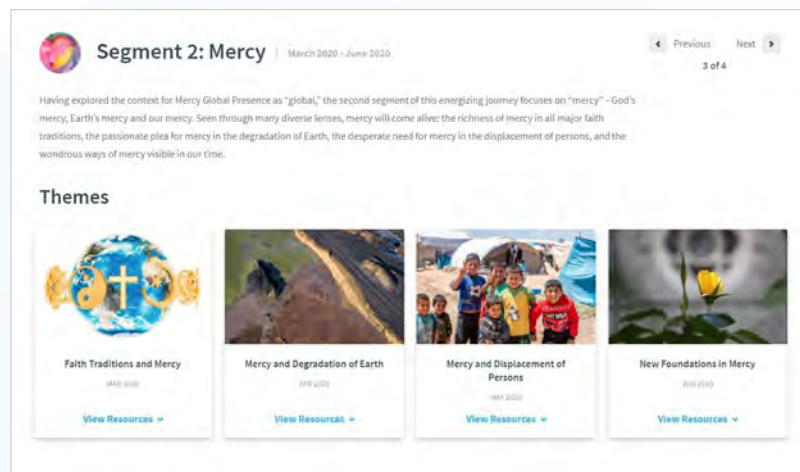 Segment 2: Mercy
March 2020 - June 2020
Previous
Next
3 of 4
Having explored the context for Mercy Global Presence as “global,” the second segment of this energizing journey focuses on “mercy” – God’s
mercy, Earth’s mercy and our mercy. Seen through many diverse lenses, mercy will come alive: the richness of mercy in all major faith
traditions, the passionate plea for mercy in the degradation of Earth, the desperate need for mercy in the displacement of persons, and the
wondrous ways of mercy visible in our time.
Themes
Faith Traditions and Mercy
MAR 2020
View Resources
Mercy and Degradation of Earth
APR 2020
View Resources
Mercy and Displacement of
Persons
MAY 2020
View Resources
New Foundations in Mercy
JUN 2020
View Resources